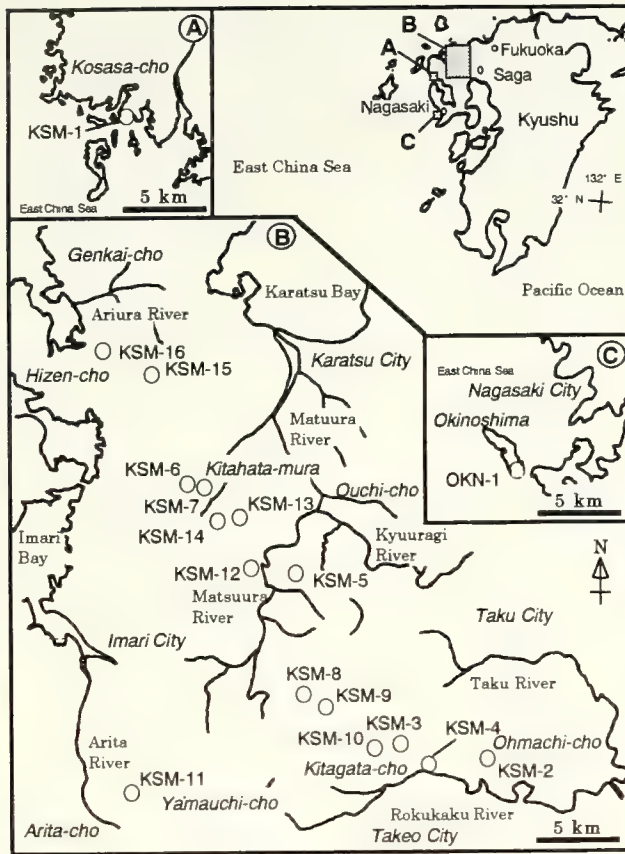 A
Kosasa-cho
KSM-1
East China Sea
5 km
B
A
Fukuoka
Saga
Nagasaki
C
Kyushu
East China Sea
132° E
32° N
Pacific Ocean
B
Genkai-cho
Karatsu Bay
Ariura River
KSM-16
KSM-15
Hizen-cho
Karatsu City
Matuura
River
KSM-6
Kitahata-mura
KSM-7
KSM-13
Ouchi-cho
KSM-14
Kyuuragi
River
Imari
Bay
KSM-12
KSM-5
Matsuura
River
Imari City
Taku City
KSM-8
KSM-9
Taku River
KSM-10
KSM-3
KSM-4
Ohmachi-cho
Kitagata-cho
KSM-2
Arita
River
KSM-11
Yamauchi-cho
Rokukaku River
Arita-cho
Takeo City
5 km
C
East China Sea
Nagasaki City
Okinoshima
OKN-1
5 km
N